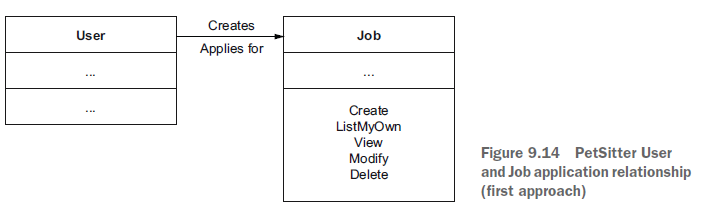 User
...
...
Creates
Applies for
Job
...
Create
ListMyOwn
View
Modify
Delete
Figure 9.14 PetSitter User
and Job application relationship
(first approach)